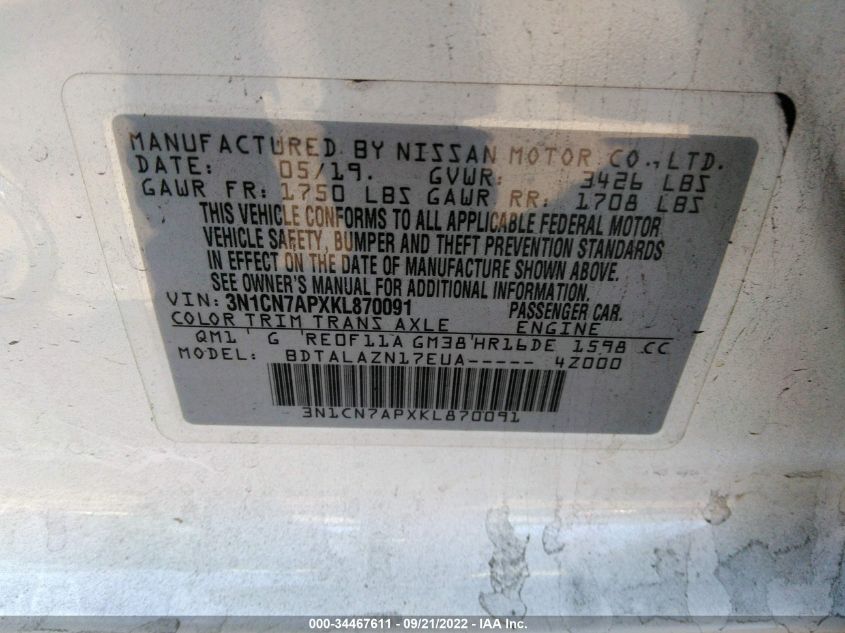 MANUFACTURED BY NISSAN MOTOR CO., LTD.
DATE: 05/19. GVWR: 3426 LBS
GAWR FR: 1750 LBS GAWR RR: 1708 LBS
THIS VEHICLE CONFORMS TO ALL APPLICABLE FEDERAL MOTOR
VEHICLE SAFETY, BUMPER AND THEFT PREVENTION STANDARDS
IN EFFECT ON THE DATE OF MANUFACTURE SHOWN ABOVE.
SEE OWNER'S MANUAL FOR ADDITIONAL INFORMATION.
VIN: 3N1CN7APXKL870091 PASSENGER CAR.
COLOR TRIM TRANS AXLE ENGINE
QM1 G RE0F11A GM38 HR16DE 1598 CC
MODEL: BDTALAZN17EUA----- 4Z000
3N1CN7APXKL870091
000-34467611 - 09/21/2022 - IAA Inc.